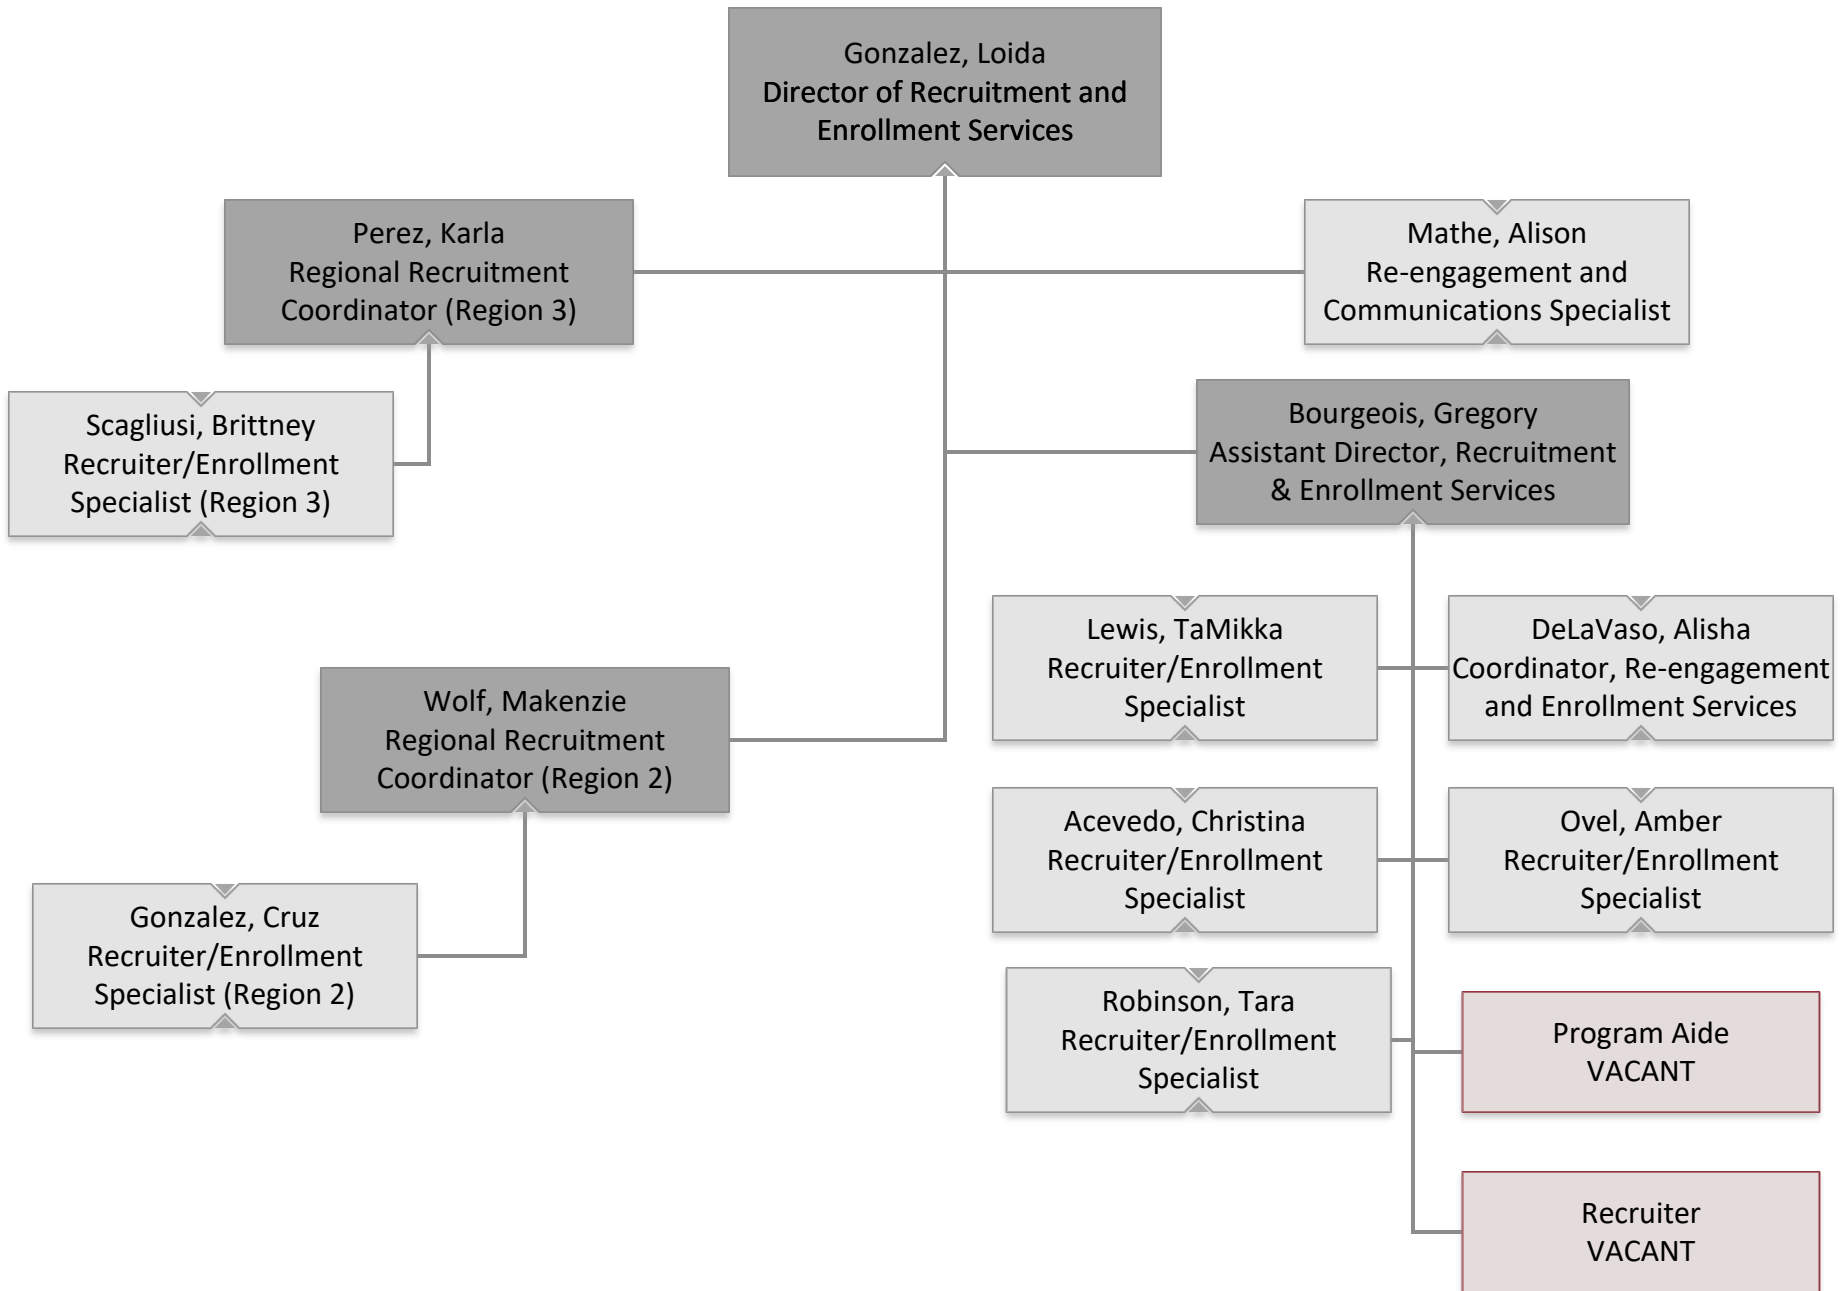 Gonzalez, Loida
Director of Recruitment and
Enrollment Services
Perez, Karla
Regional Recruitment
Coordinator (Region 3)
Mathe, Alison
Re-engagement and
Communications Specialist
Scagliusi, Brittney
Recruiter/Enrollment
Specialist (Region 3)
Bourgeois, Gregory
Assistant Director, Recruitment
& Enrollment Services
Lewis, TaMikka
Recruiter/Enrollment
Specialist
DeLaVaso, Alisha
Coordinator, Re-engagement
and Enrollment Services
Wolf, Makenzie
Regional Recruitment
Coordinator (Region 2)
Acevedo, Christina
Recruiter/Enrollment
Specialist
Ovel, Amber
Recruiter/Enrollment
Specialist
Gonzalez, Cruz
Recruiter/Enrollment
Specialist (Region 2)
Robinson, Tara
Recruiter/Enrollment
Specialist
Program Aide
VACANT
Recruiter
VACANT